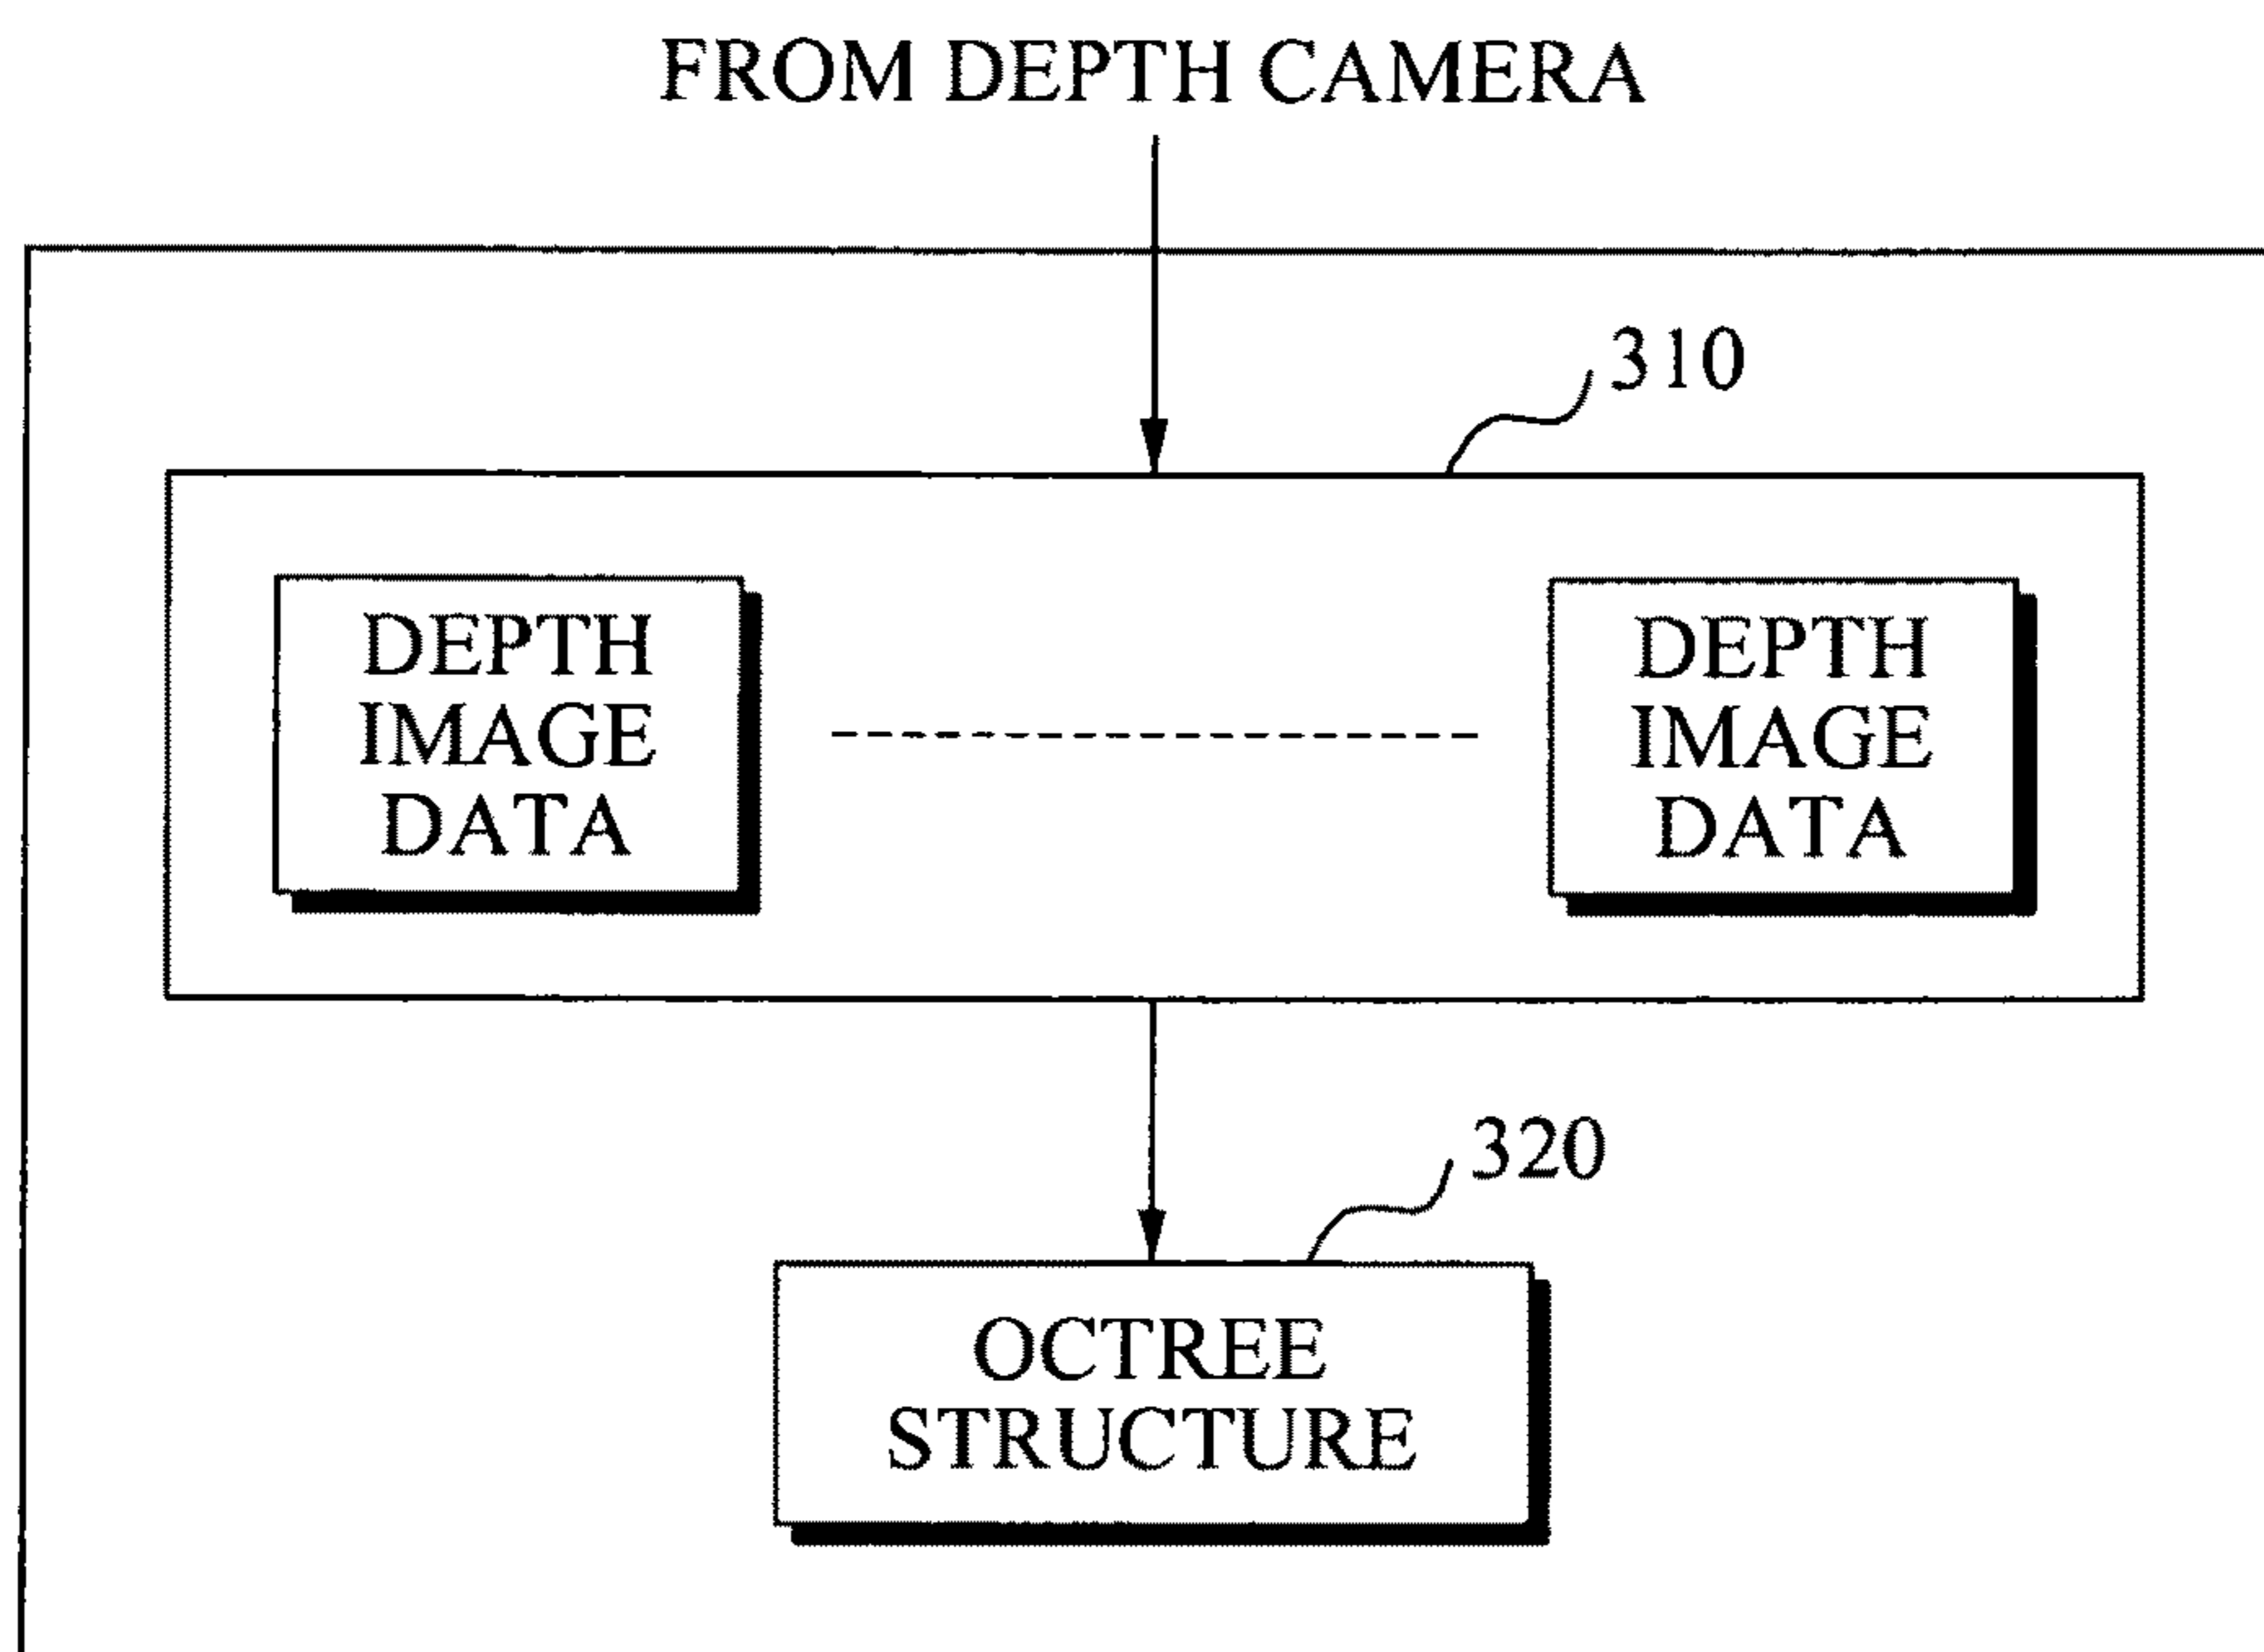 FROM DEPTH CAMERA
310
DEPTH
IMAGE
DATA
DEPTH
IMAGE
DATA
320
OCTREE
STRUCTURE